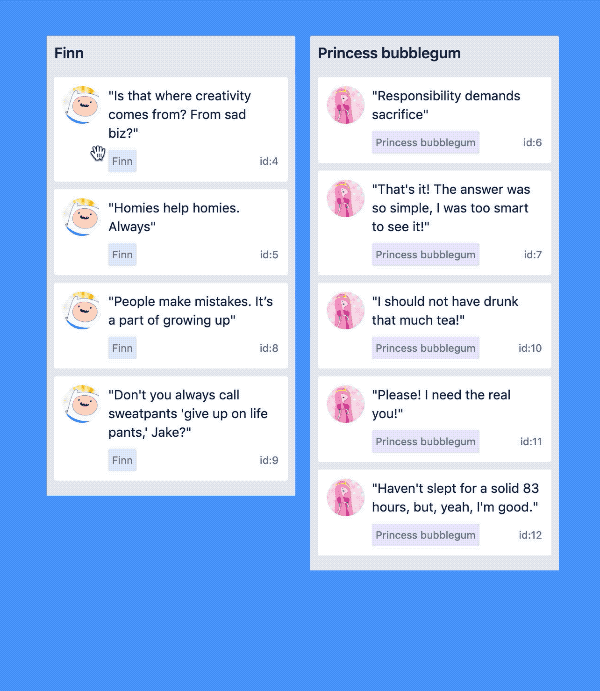 Finn
"Is that where creativity
comes from? From sad
biz?"
Finn id:4
"Homies help homies.
Always"
Finn id:5
"People make mistakes. It’s
a part of growing up"
Finn id:8
"Don't you always call
sweatpants 'give up on life
pants,' Jake?"
Finn id:9
Princess bubblegum
"Responsibility demands
sacrifice"
Princess bubblegum id:6
"That's it! The answer was
so simple, I was too smart
to see it!"
Princess bubblegum id:7
"I should not have drunk
that much tea!"
Princess bubblegum id:10
"Please! I need the real
you!"
Princess bubblegum id:11
"Haven't slept for a solid 83
hours, but, yeah, I'm good."
Princess bubblegum id:12